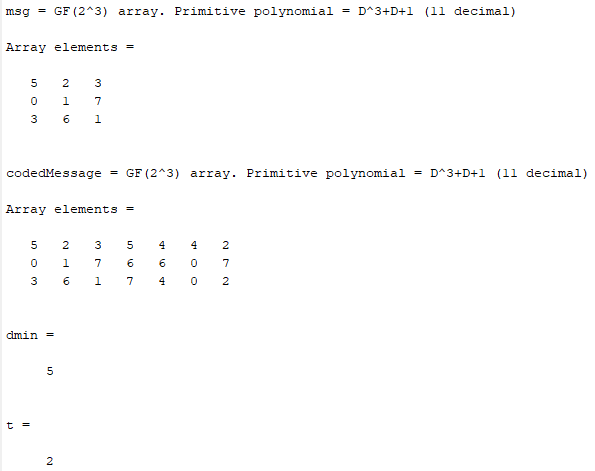 msg = GF(2^3) array. Primitive polynomial = D^3+D+1 (11 decimal)
Array elements =
5 2 3
0 1 7
3 6 1
codedMessage = GF(2^3) array. Primitive polynomial = D^3+D+1 (11 decimal)
Array elements =
5 2 3 5 4 4 2
0 1 7 6 6 0 7
3 6 1 7 4 0 2
dmin =
5
t =
2